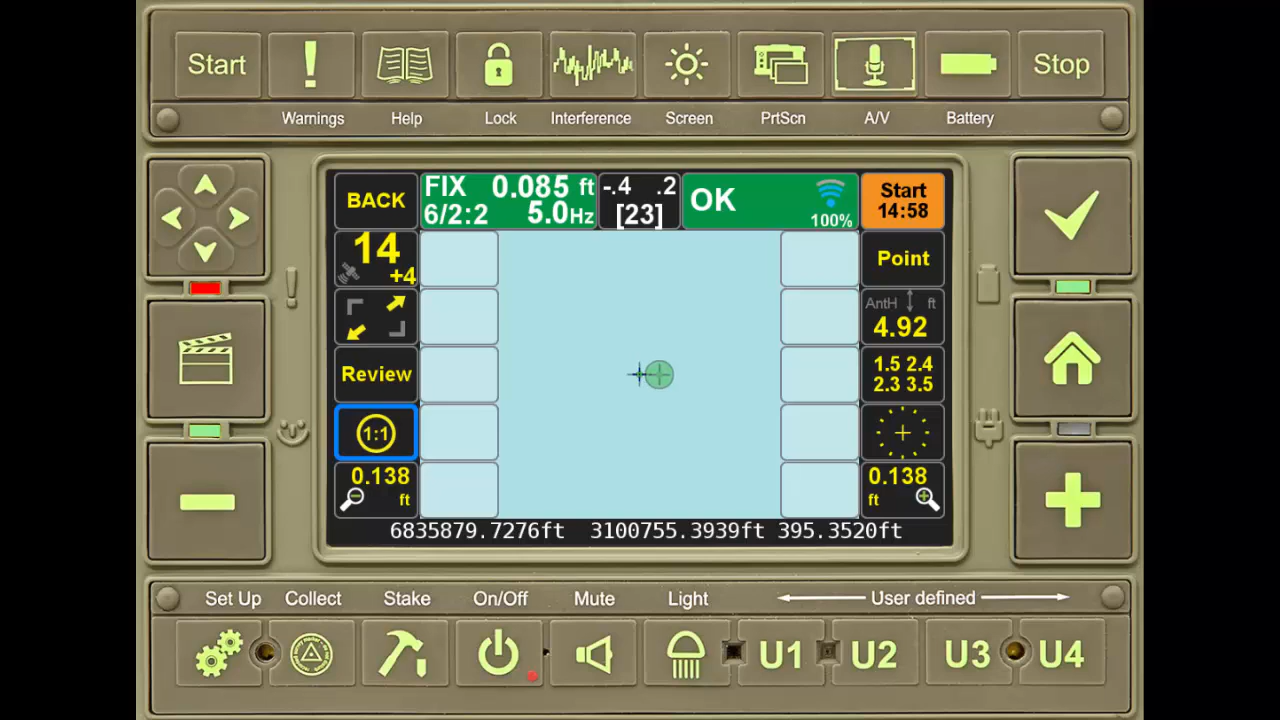 Start
Stop
Warnings Help Lock Interference Screen PrtScn A/V Battery
BACK
FIX 0.085 ft
6/2:2 5.0Hz
-.4 .2
[23]
OK
100%
Start
14:58
14
+4
Point
AntH ft
4.92
Review
1.5 2.4
2.3 3.5
1:1
0.138
ft
0.138
ft
6835879.7276ft 3100755.3939ft 395.3520ft
Set Up Collect Stake On/Off Mute Light User defined
U1 U2 U3 U4